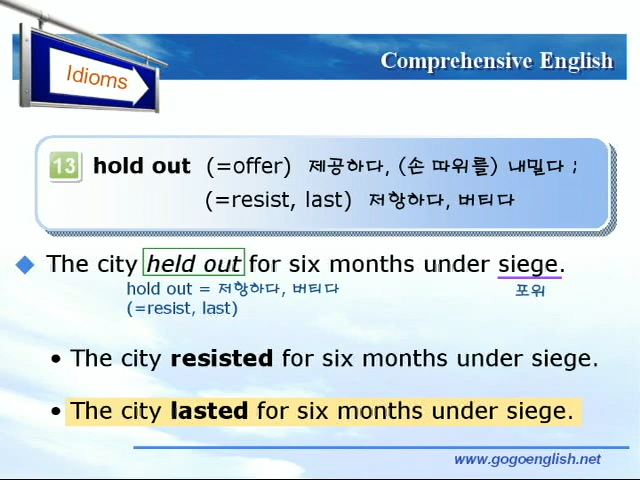 Idioms
Comprehensive English
13 hold out (=offer) 제공하다, (손 따위를) 내밀다 ;
(=resist, last) 저항하다, 버티다
The city held out for six months under siege.
hold out = 저항하다, 버티다 포위
(=resist, last)
• The city resisted for six months under siege.
• The city lasted for six months under siege.
www.gogoenglish.net